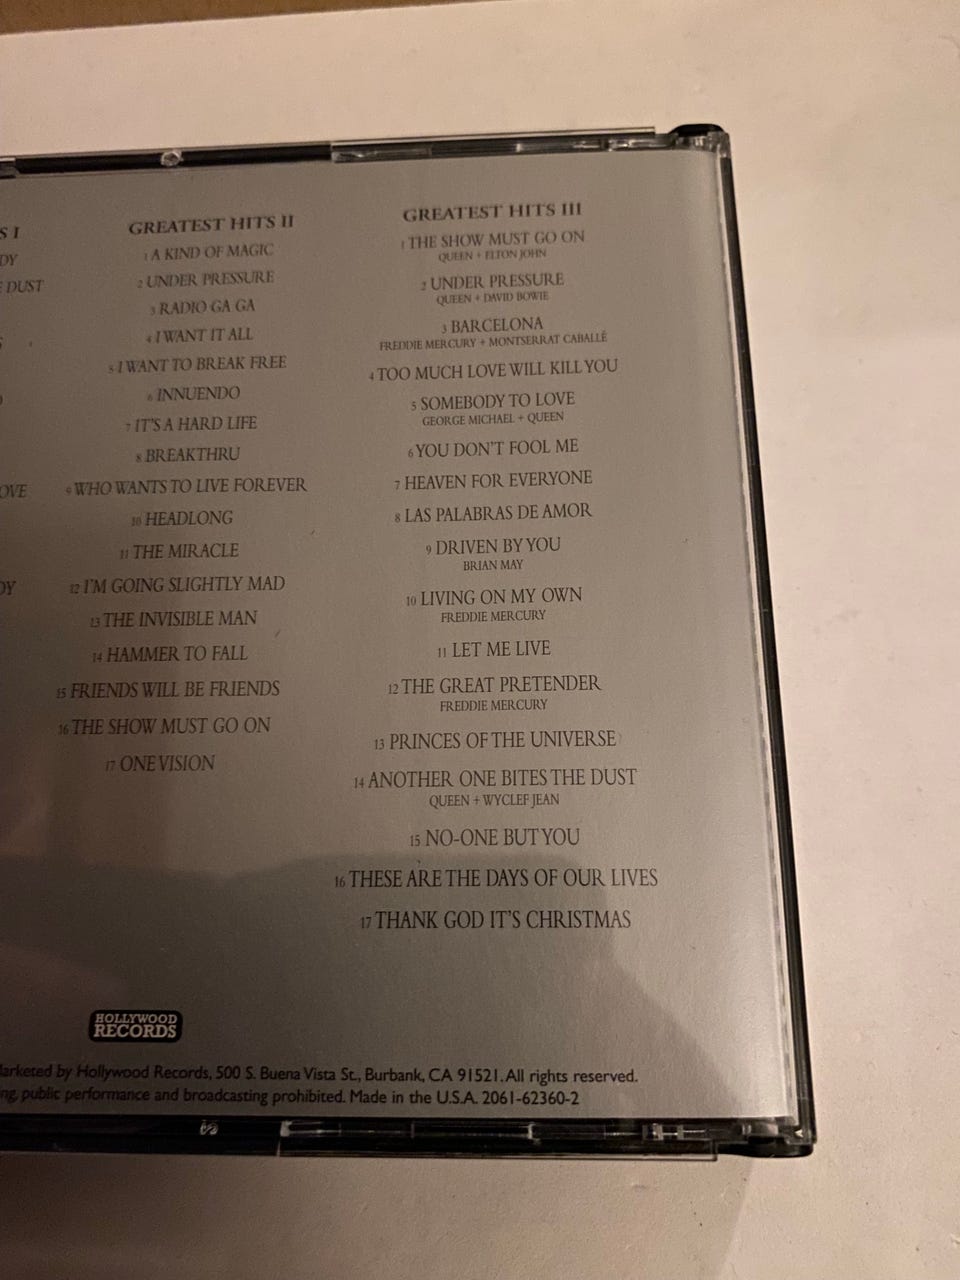 S I
DY
DUST
OVE
DY
GREATEST HITS II
1 A KIND OF MAGIC
2 UNDER PRESSURE
3 RADIO GA GA
4 I WANT IT ALL
5 I WANT TO BREAK FREE
6 INNUENDO
7 IT'S A HARD LIFE
8 BREAKTHRU
9 WHO WANTS TO LIVE FOREVER
10 HEADLONG
11 THE MIRACLE
12 I'M GOING SLIGHTLY MAD
13 THE INVISIBLE MAN
14 HAMMER TO FALL
15 FRIENDS WILL BE FRIENDS
16 THE SHOW MUST GO ON
17 ONE VISION
GREATEST HITS III
1 THE SHOW MUST GO ON
QUEEN + ELTON JOHN
2 UNDER PRESSURE
QUEEN + DAVID BOWIE
3 BARCELONA
FREDDIE MERCURY + MONTSERRAT CABALLÉ
4 TOO MUCH LOVE WILL KILL YOU
5 SOMEBODY TO LOVE
GEORGE MICHAEL + QUEEN
6 YOU DON'T FOOL ME
7 HEAVEN FOR EVERYONE
8 LAS PALABRAS DE AMOR
9 DRIVEN BY YOU
BRIAN MAY
10 LIVING ON MY OWN
FREDDIE MERCURY
11 LET ME LIVE
12 THE GREAT PRETENDER
FREDDIE MERCURY
13 PRINCES OF THE UNIVERSE
14 ANOTHER ONE BITES THE DUST
QUEEN + WYCLEF JEAN
15 NO-ONE BUT YOU
16 THESE ARE THE DAYS OF OUR LIVES
17 THANK GOD IT'S CHRISTMAS
HOLLYWOOD
RECORDS
arketed by Hollywood Records, 500 S. Buena Vista St., Burbank, CA 91521. All rights reserved.
ng, public performance and broadcasting prohibited. Made in the U.S.A. 2061-62360-2